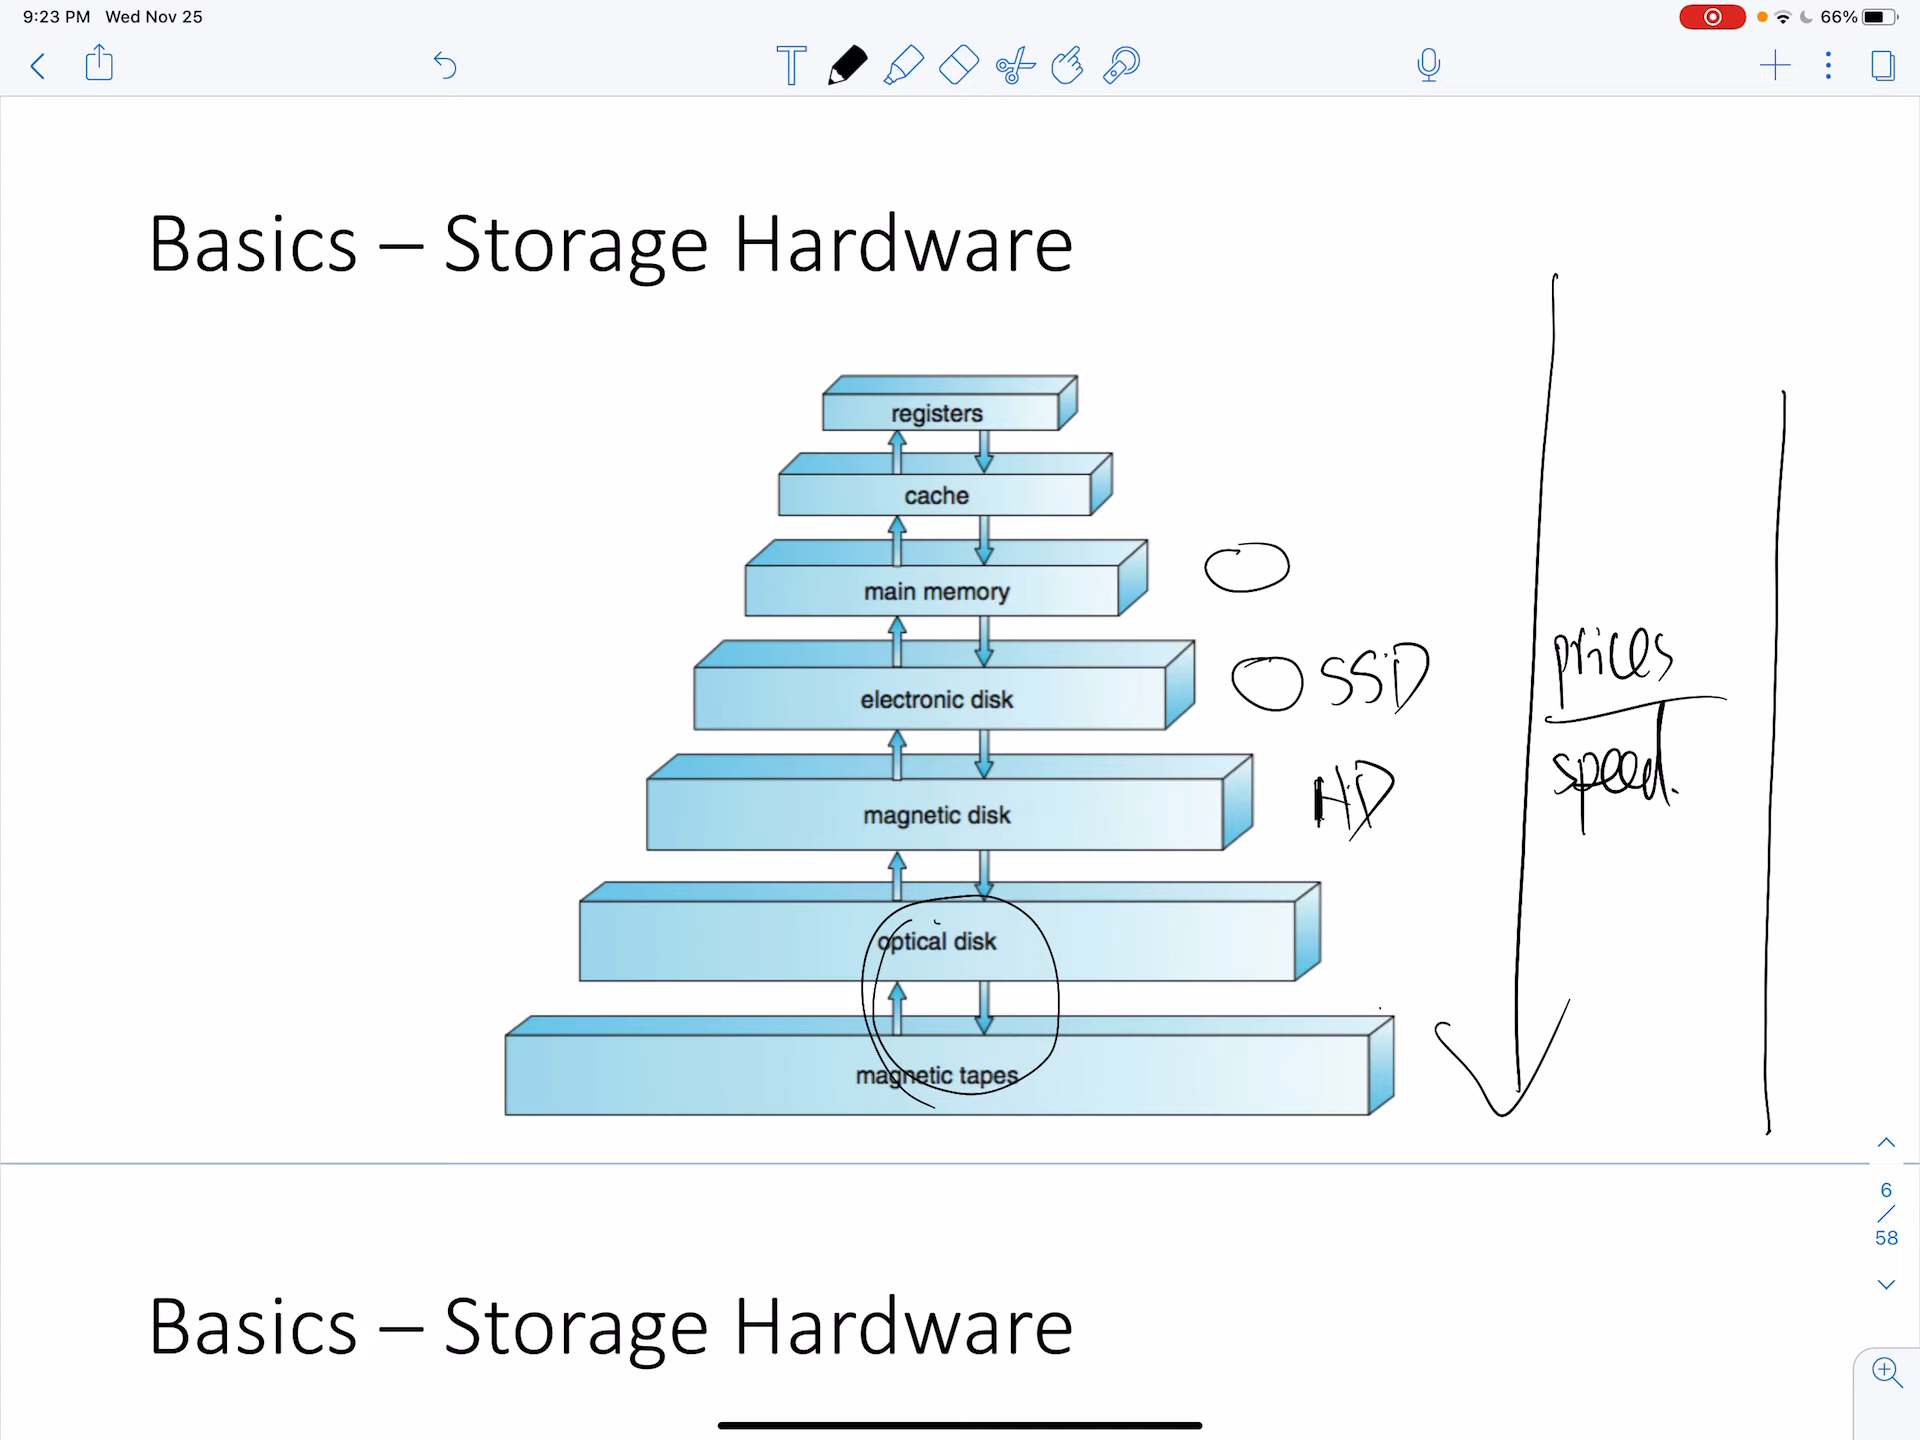 9:23 PM Wed Nov 25
66%
T
Basics – Storage Hardware
registers
cache
main memory
electronic disk
SSD
prices
speed.
magnetic disk
HD
optical disk
magnetic tapes
6
/
58
Basics – Storage Hardware